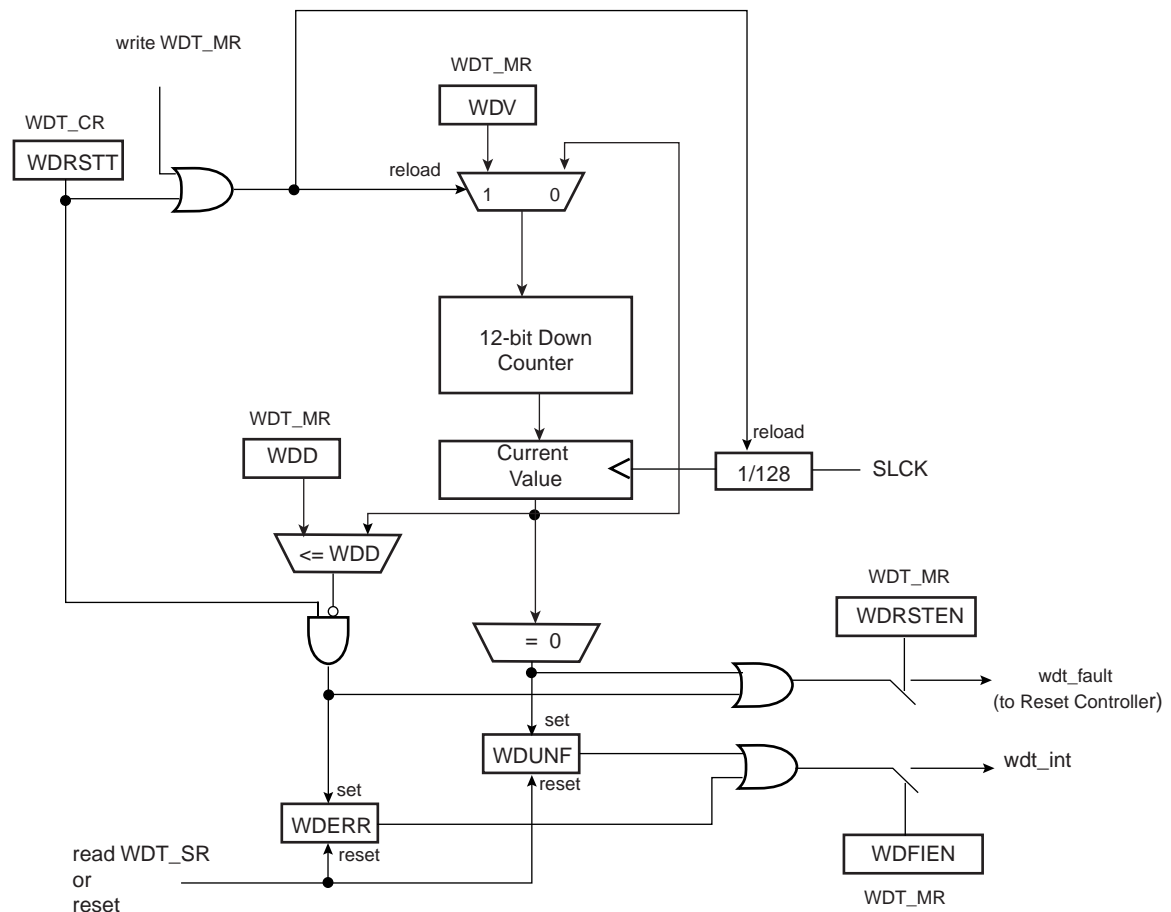 write WDT_MR
WDT_MR
WDV
WDT_CR
WDRSTT
reload
1
0
12-bit Down
Counter
WDT_MR
WDD
Current
Value
reload
1/128
SLCK
<= WDD
= 0
WDT_MR
WDRSTEN
wdt_fault
(to Reset Controller)
set
WDUNF
reset
wdt_int
set
WDERR
reset
WDFIEN
WDT_MR
read WDT_SR
or
reset